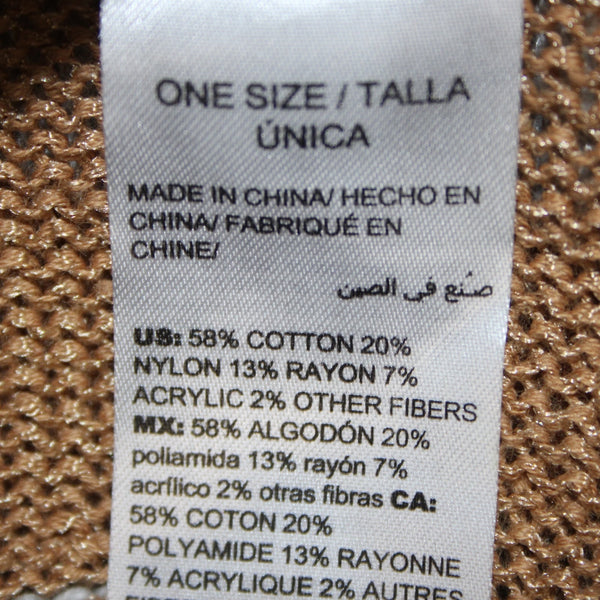 ONE SIZE / TALLA
ÚNICA
MADE IN CHINA/ HECHO EN
CHINA/ FABRIQUÉ EN
CHINE/
صُنع في الصين
US: 58% COTTON 20%
NYLON 13% RAYON 7%
ACRYLIC 2% OTHER FIBERS
MX: 58% ALGODÓN 20%
poliamida 13% rayón 7%
acrílico 2% otras fibras CA:
58% COTON 20%
POLYAMIDE 13% RAYONNE
7% ACRYLIQUE 2% AUTRES